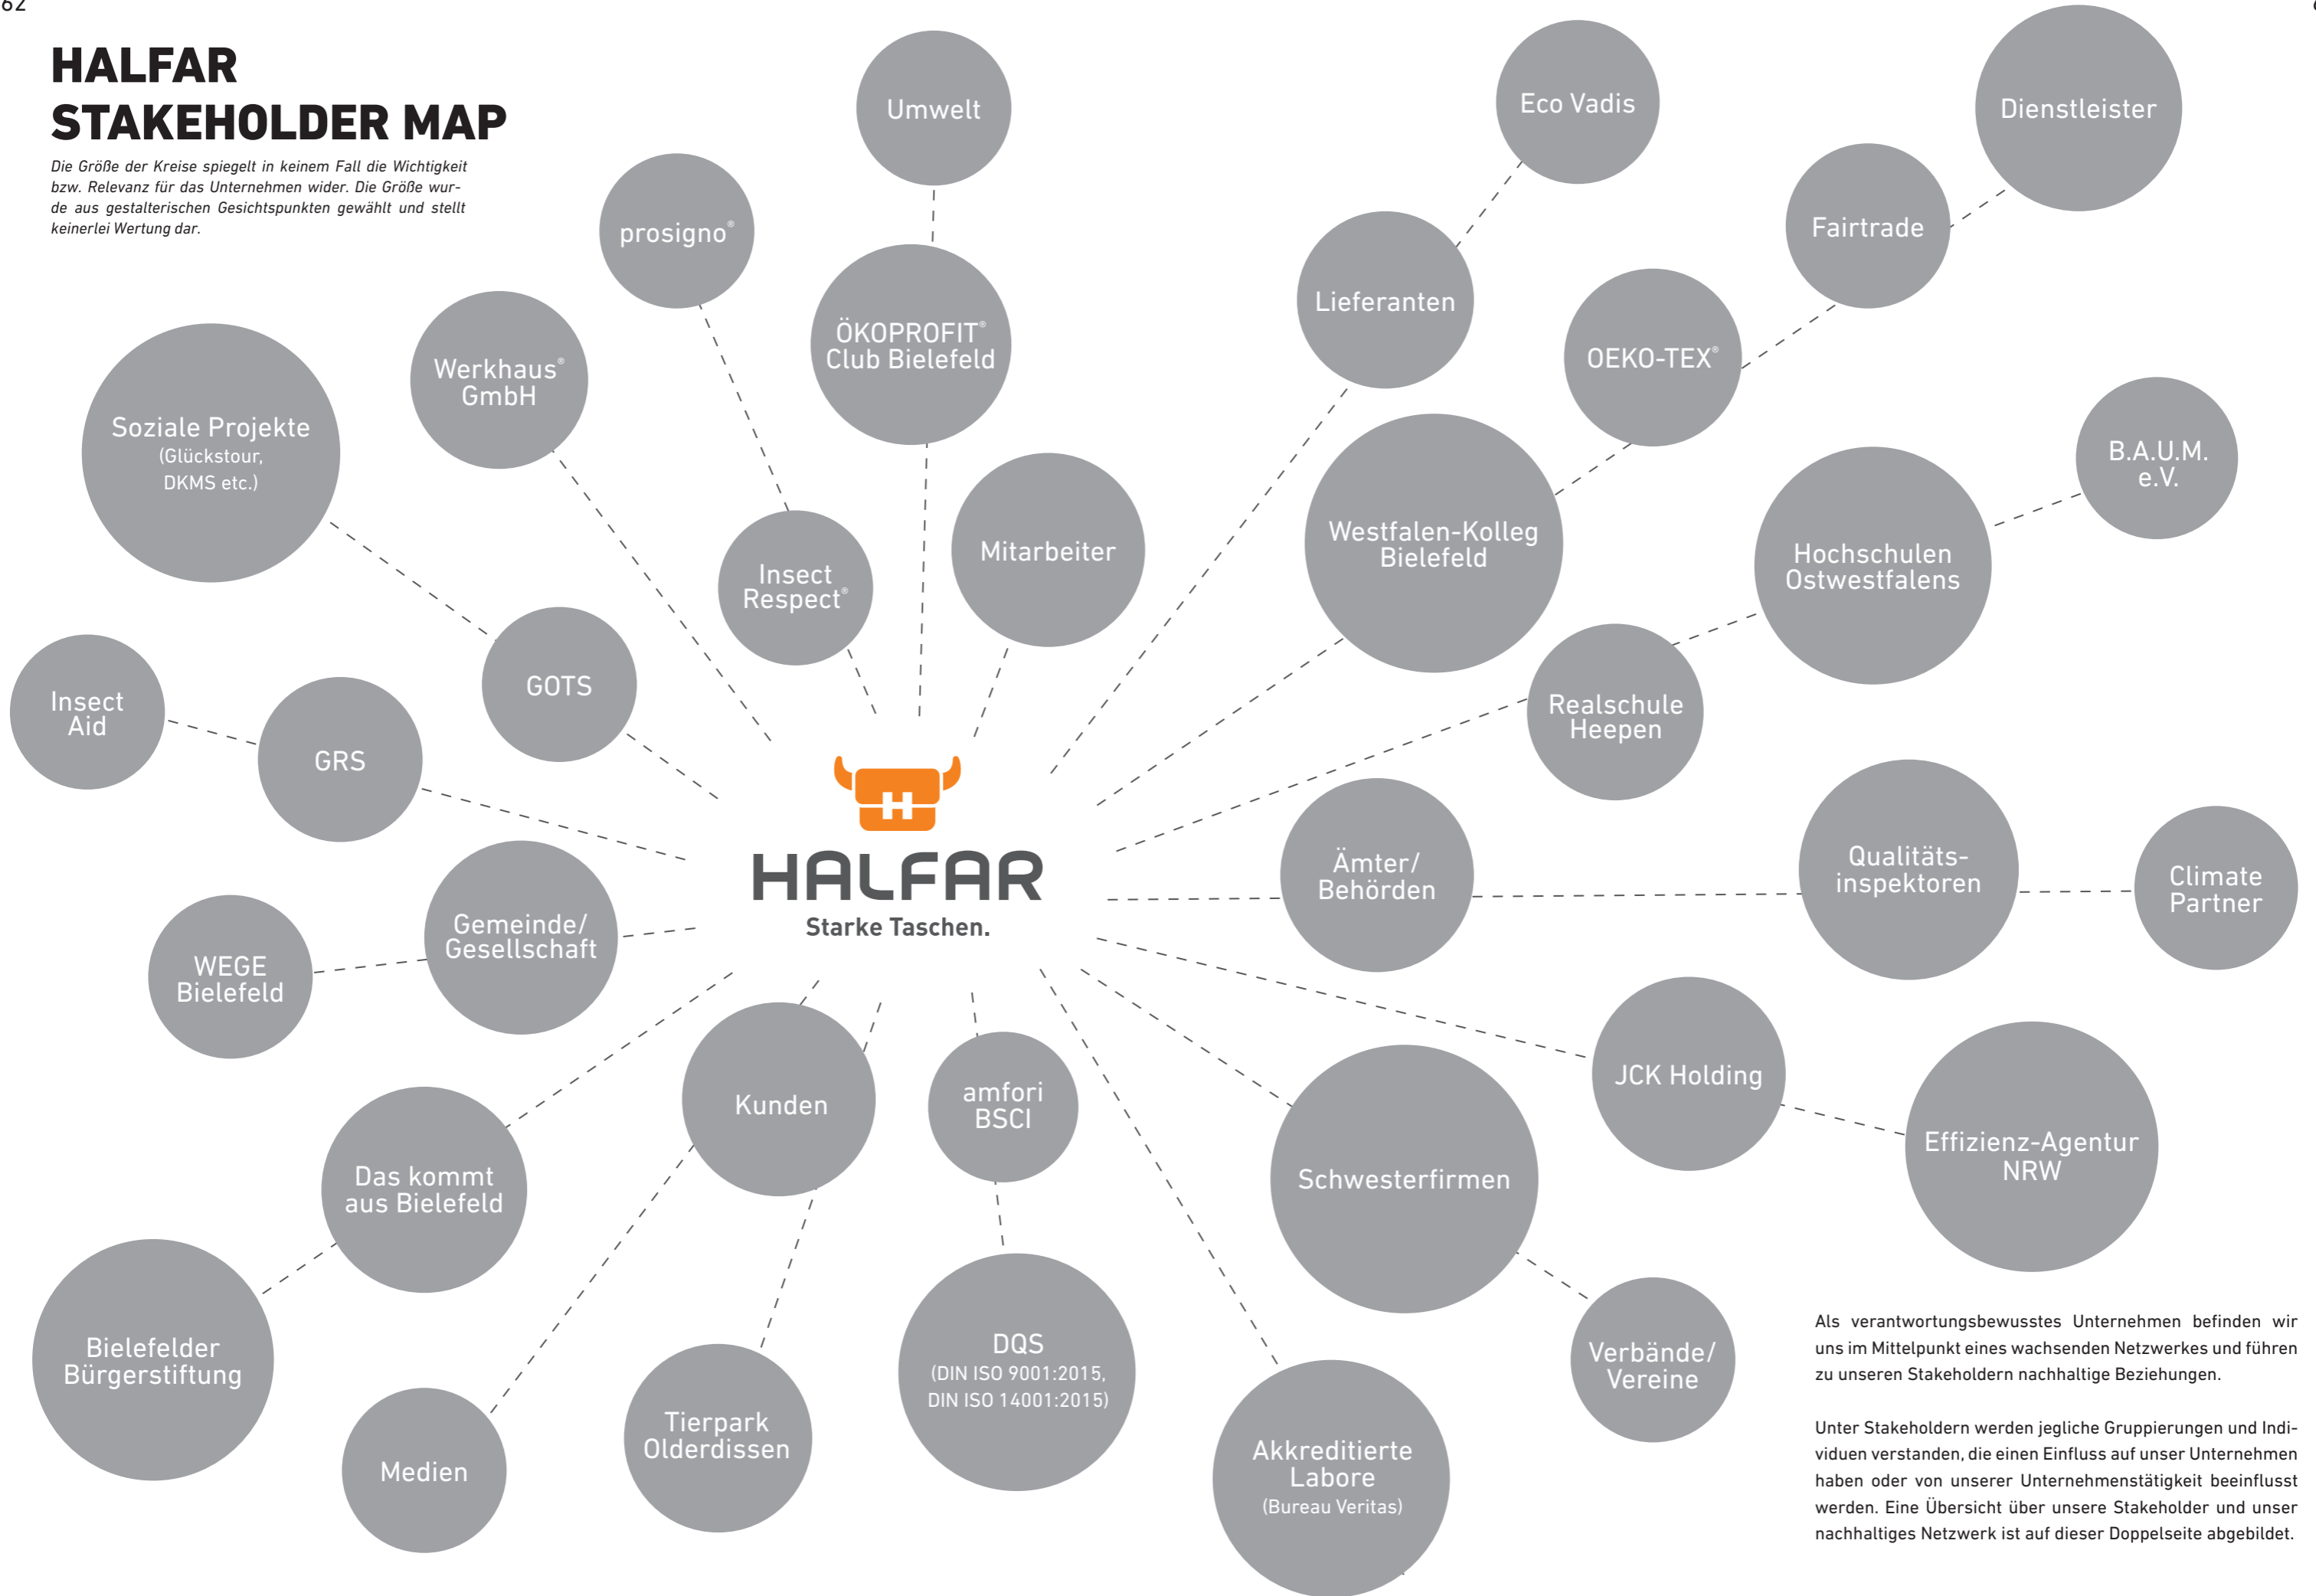 62
HALFAR
STAKEHOLDER MAP
Die Größe der Kreise spiegelt in keinem Fall die Wichtigkeit
bzw. Relevanz für das Unternehmen wider. Die Größe wur-
de aus gestalterischen Gesichtspunkten gewählt und stellt
keinerlei Wertung dar.
Umwelt
Eco Vadis
Dienstleister
prosigno®
Fairtrade
Lieferanten
ÖKOPROFIT®
Club Bielefeld
OEKO-TEX®
Werkhaus®
GmbH
Soziale Projekte
(Glückstour,
DKMS etc.)
B.A.U.M.
e.V.
Westfalen-Kolleg
Bielefeld
Mitarbeiter
Hochschulen
Ostwestfalens
Insect
Respect®
GOTS
Insect
Aid
Realschule
Heepen
GRS
H
HALFAR
Starke Taschen.
Ämter/
Behörden
Qualitäts-
inspektoren
Climate
Partner
Gemeinde/
Gesellschaft
WEGE
Bielefeld
JCK Holding
Kunden
amfori
BSCI
Effizienz-Agentur
NRW
Schwesterfirmen
Das kommt
aus Bielefeld
Bielefelder
Bürgerstiftung
DQS
(DIN ISO 9001:2015,
DIN ISO 14001:2015)
Verbände/
Vereine
Tierpark
Olderdissen
Medien
Akkreditierte
Labore
(Bureau Veritas)
Als verantwortungsbewusstes Unternehmen befinden wir
uns im Mittelpunkt eines wachsenden Netzwerkes und führen
zu unseren Stakeholdern nachhaltige Beziehungen.
Unter Stakeholdern werden jegliche Gruppierungen und Indi-
viduen verstanden, die einen Einfluss auf unser Unternehmen
haben oder von unserer Unternehmenstätigkeit beeinflusst
werden. Eine Übersicht über unsere Stakeholder und unser
nachhaltiges Netzwerk ist auf dieser Doppelseite abgebildet.